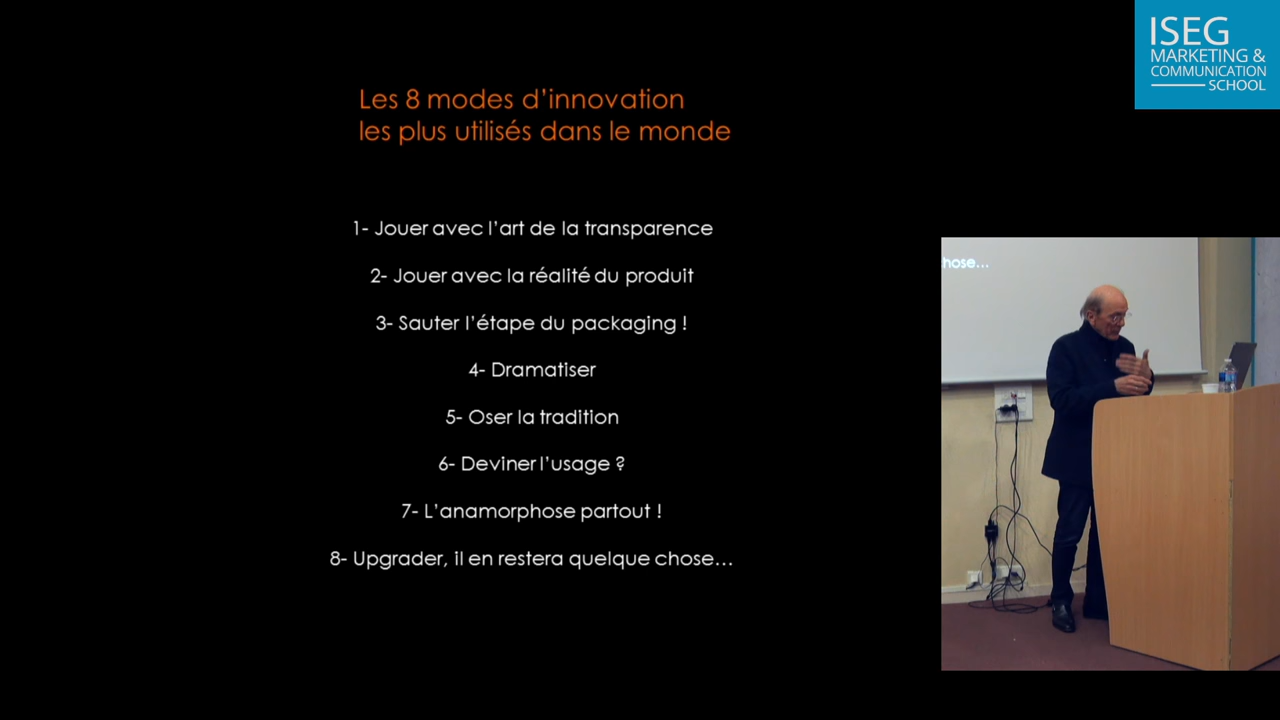 ISEG
MARKETING &
COMMUNICATION
SCHOOL
Les 8 modes d'innovation
les plus utilisés dans le monde
1- Jouer avec l'art de la transparence
2- Jouer avec la réalité du produit
3- Sauter l'étape du packaging !
4- Dramatiser
5- Oser la tradition
6- Deviner l'usage ?
7- L'anamorphose partout !
8- Upgrader, il en restera quelque chose...
hose...